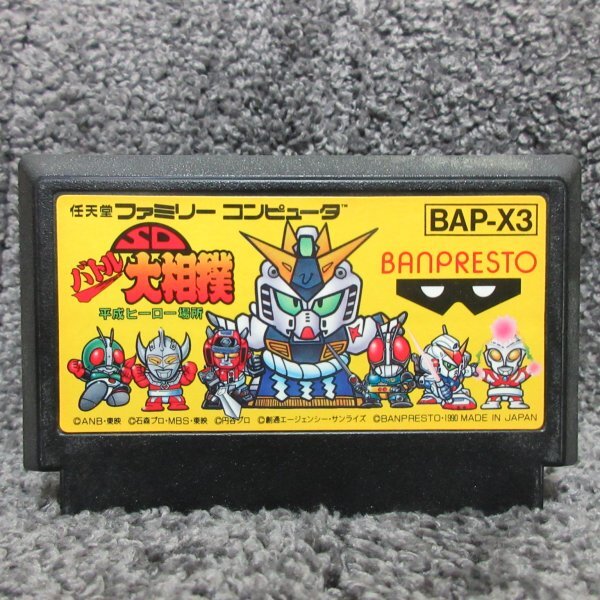 任天堂 ファミリー コンピュータ™
BAP-X3
SD
バトル大相撲
平成ヒーロー場所
BANPRESTO
©ANB・東映 ©石森プロ・MBS・東映 ©円谷プロ ©創通エージェンシー・サンライズ ©BANPRESTO・1990 MADE IN JAPAN